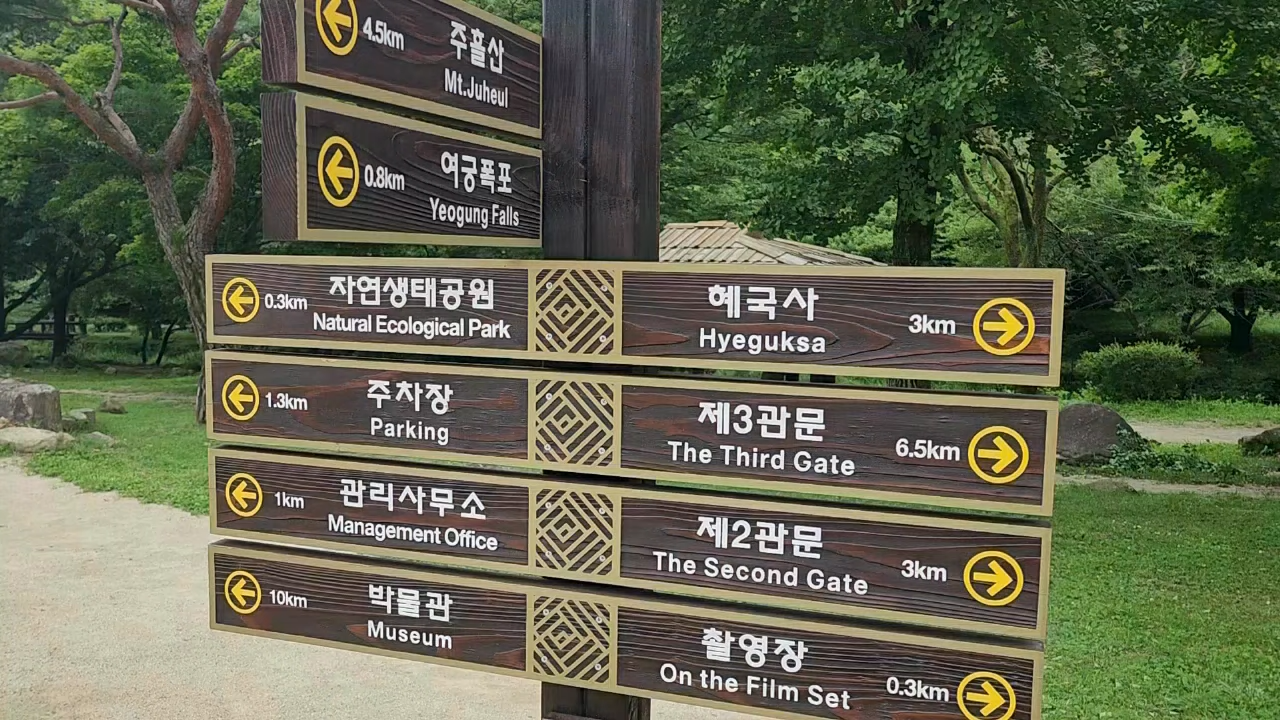 4.5km 주흘산
Mt.Juheul
0.8km 여궁폭포
Yeogung Falls
0.3km 자연생태공원
Natural Ecological Park
혜국사 3km
Hyeguksa
1.3km 주차장
Parking
제3관문 6.5km
The Third Gate
1km 관리사무소
Management Office
제2관문 3km
The Second Gate
10km 박물관
Museum
촬영장 0.3km
On the Film Set